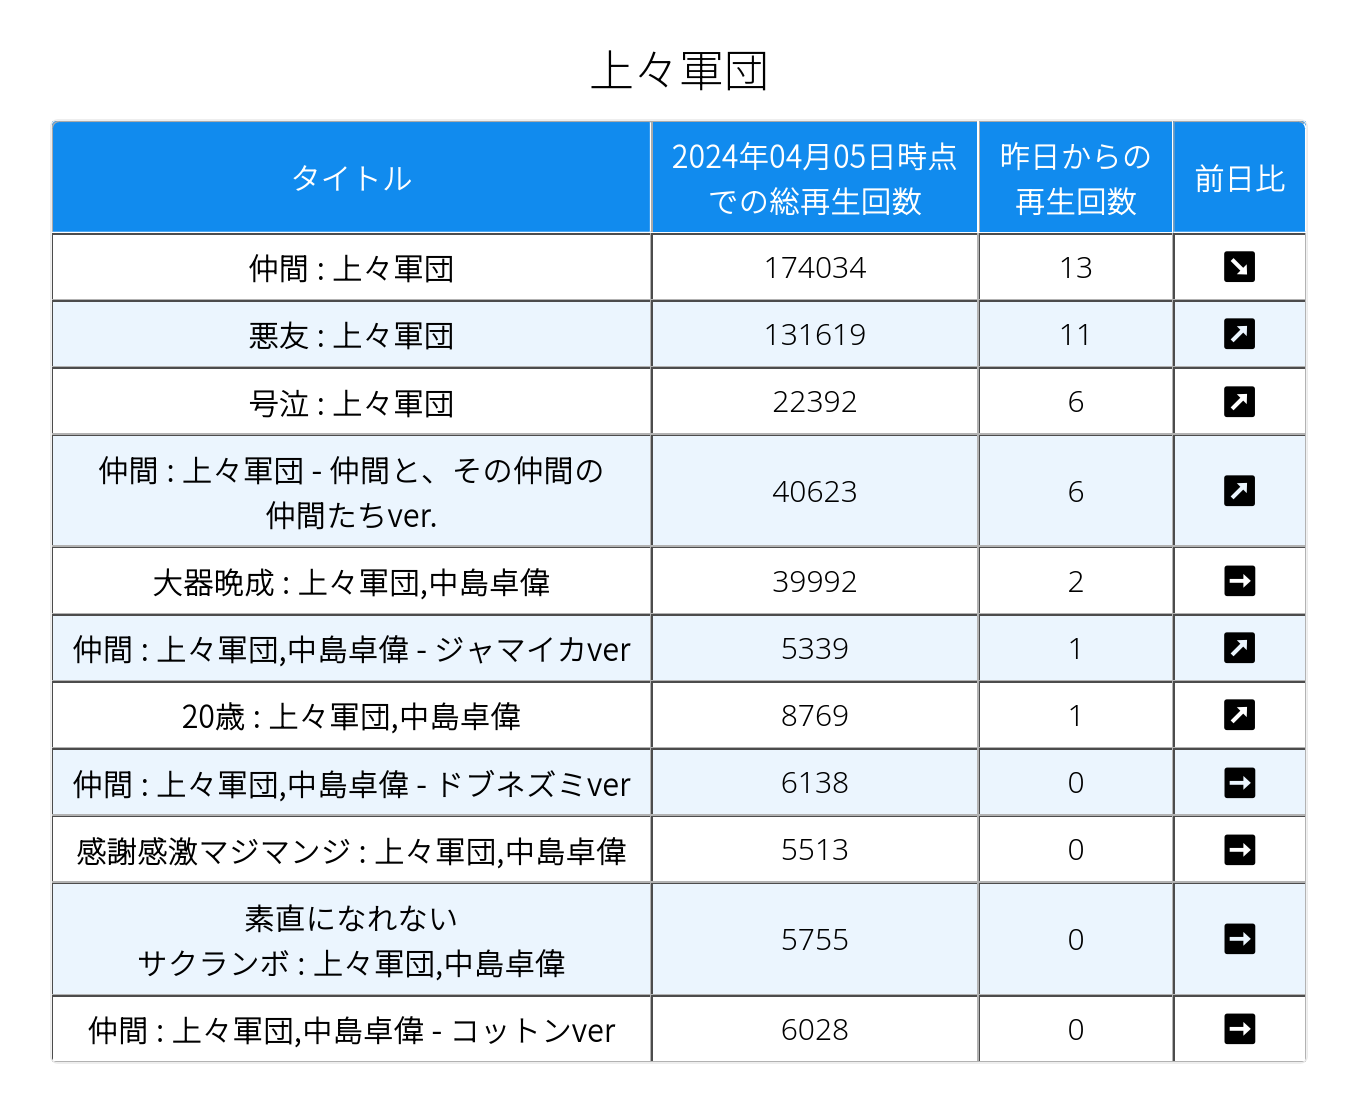 上々軍団
タイトル
2024年04月05日時点
での総再生回数
昨日からの
再生回数
前日比
仲間 : 上々軍団
174034
13
悪友 : 上々軍団
131619
11
号泣 : 上々軍団
22392
6
仲間 : 上々軍団 - 仲間と、その仲間の
仲間たちver.
40623
6
大器晩成 : 上々軍団,中島卓偉
39992
2
仲間 : 上々軍団,中島卓偉 - ジャマイカver
5339
1
20歳 : 上々軍団,中島卓偉
8769
1
仲間 : 上々軍団,中島卓偉 - ドブネズミver
6138
0
感謝感激マジマンジ : 上々軍団,中島卓偉
5513
0
素直になれない
サクランボ : 上々軍団,中島卓偉
5755
0
仲間 : 上々軍団,中島卓偉 - コットンver
6028
0